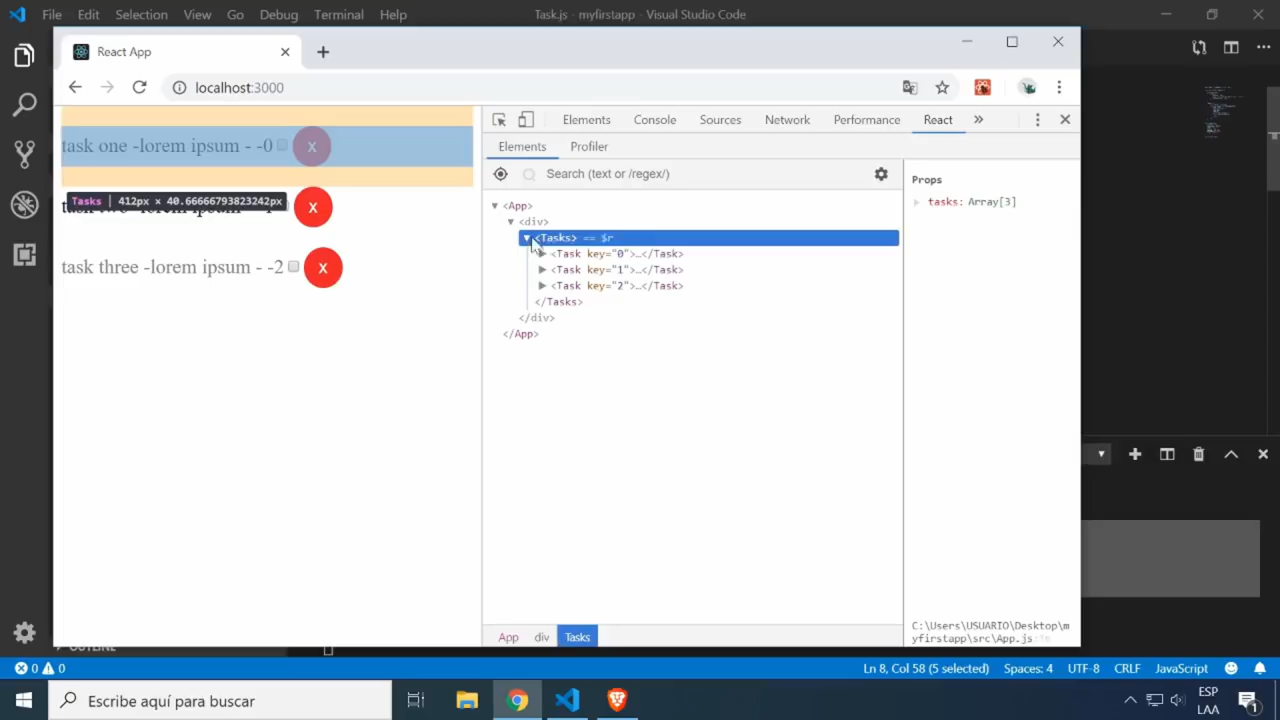 File Edit Selection View Go Debug Terminal Help Task.js - myfirstapp - Visual Studio Code
React App
localhost:3000
Elements Console Sources Network Performance React »
Elements Profiler
Search (text or /regex/)
task one -lorem ipsum - -0 X
Tasks | 412px × 40.66666793823242px
X
task three -lorem ipsum - -2 X
<App>
<div>
<Tasks> == $r
<Task key="0">…</Task>
<Task key="1">…</Task>
<Task key="2">…</Task>
</Tasks>
</div>
</App>
Props
tasks: Array[3]
C:\Users\USUARIO\Desktop\m
yfirstapp\src\App.js:
App div Tasks
OUTLINE
0 0 Ln 8, Col 58 (5 selected) Spaces: 4 UTF-8 CRLF JavaScript
Escribe aquí para buscar
ESP
LAA
1